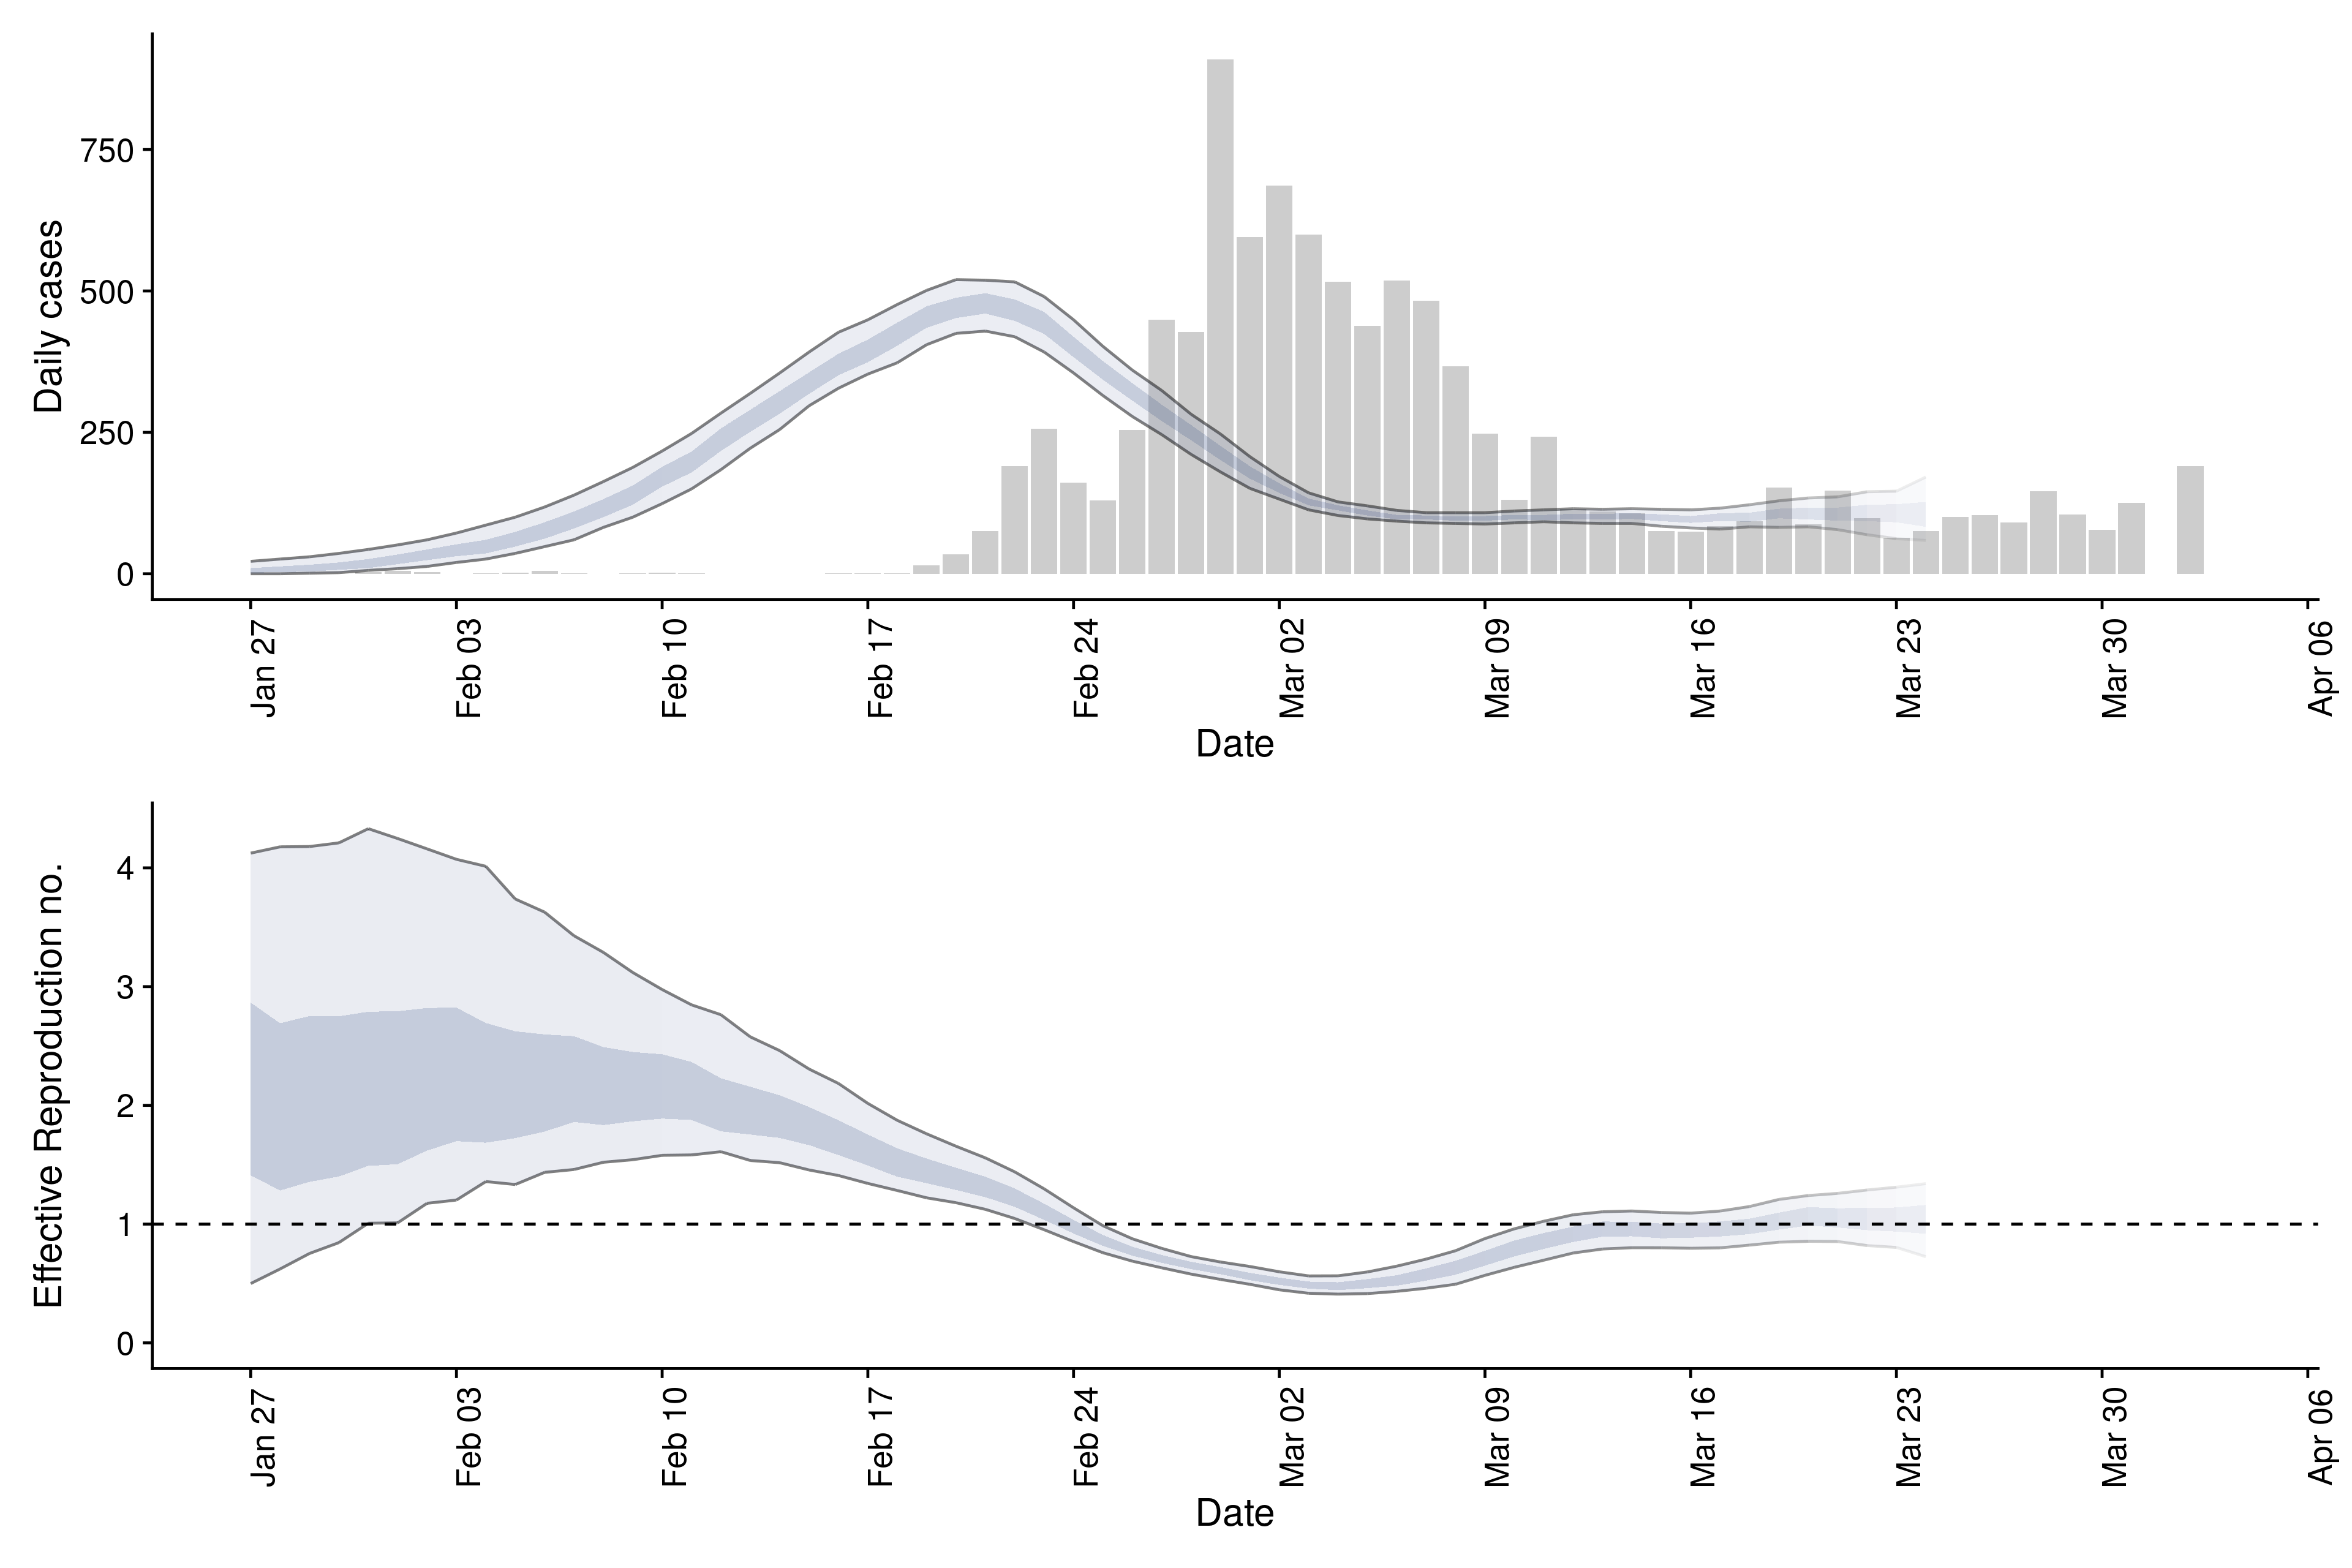 Daily cases
750
500
250
0
Jan 27
Feb 03
Feb 10
Feb 17
Feb 24
Mar 02
Mar 09
Mar 16
Mar 23
Mar 30
Apr 06
Date
Effective Reproduction no.
4
3
2
1
0
Jan 27
Feb 03
Feb 10
Feb 17
Feb 24
Mar 02
Mar 09
Mar 16
Mar 23
Mar 30
Apr 06
Date